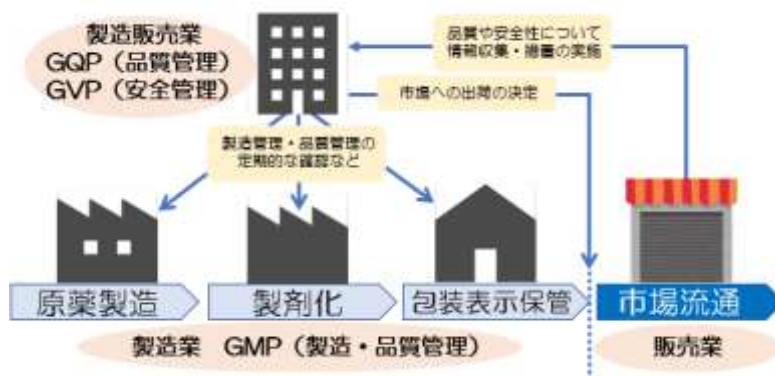 製造販売業
GQP（品質管理）
GVP（安全管理）
品質や安全性について
情報収集・措置の実施
市場への出荷の決定
製造管理・品質管理の
定期的な確認など
原薬製造
製剤化
包装表示保管
市場流通
製造業　GMP（製造・品質管理）
販売業